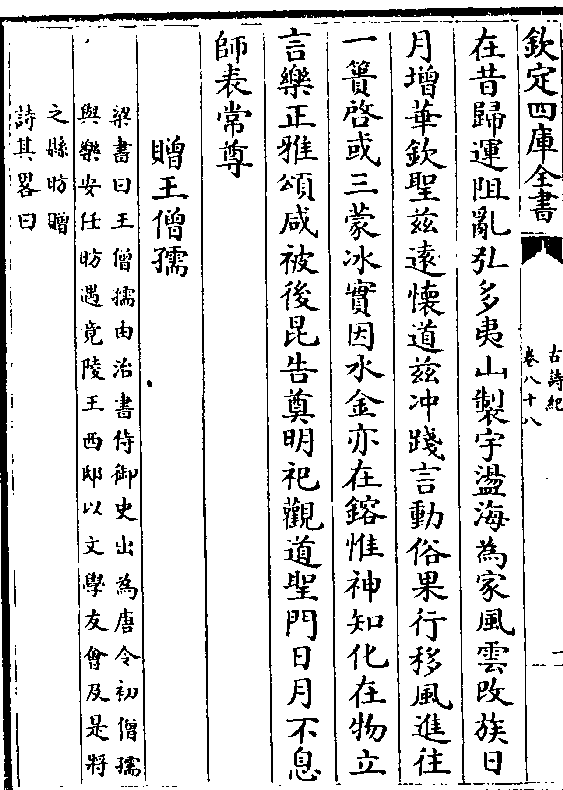 欽定四庫全書
古詩紀
卷八十八
在昔歸運阻亂弘多夷山製宇盪海為家風雲改族日
月增華欽聖兹遠懷道兹冲踐言動俗果行移風進往
一簣啓或三蒙冰實因水金亦在鎔惟神知化在物立
言樂正雅頌咸被後昆告奠明祀觀道聖門日月不息
師表常尊
贈王僧孺
梁書曰王僧孺由治書侍御史出為唐令初僧孺
與樂安任昉遇竟陵王西邸以文學友會及是將
之縣昉贈
詩其畧曰